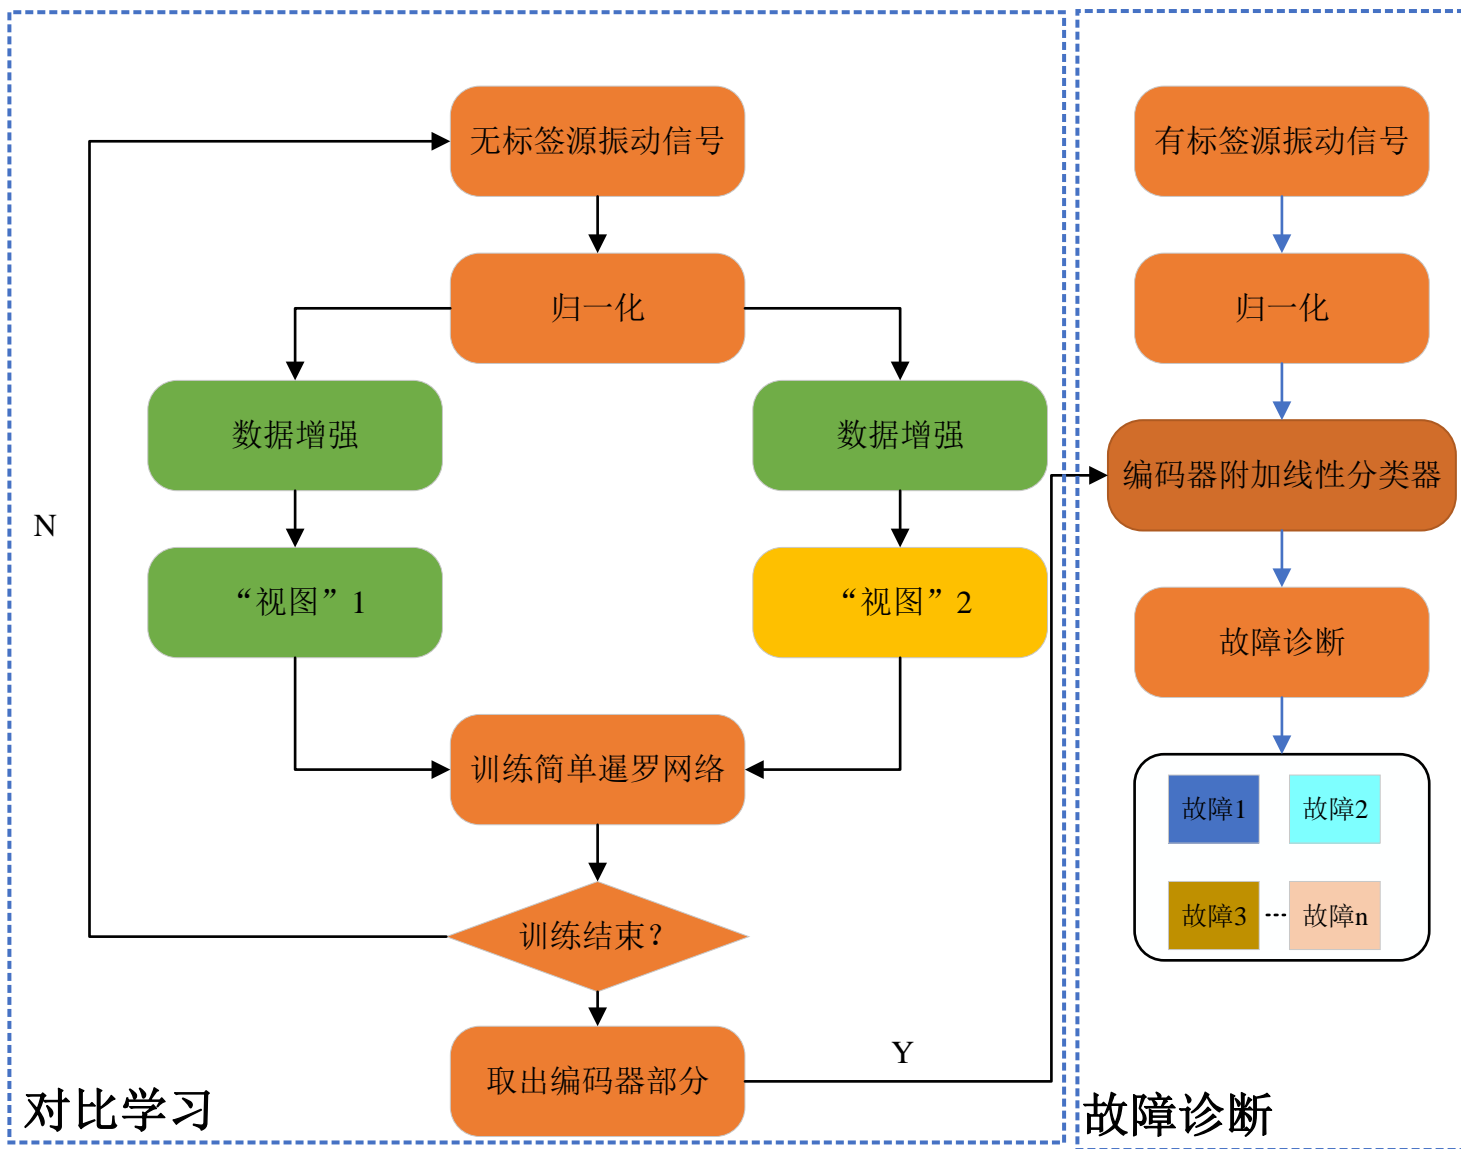 无标签源振动信号
归一化
数据增强
数据增强
N
“视图”1
“视图”2
训练简单暹罗网络
训练结束？
取出编码器部分
Y
对比学习
有标签源振动信号
归一化
编码器附加线性分类器
故障诊断
故障1
故障2
故障3
故障n
故障诊断